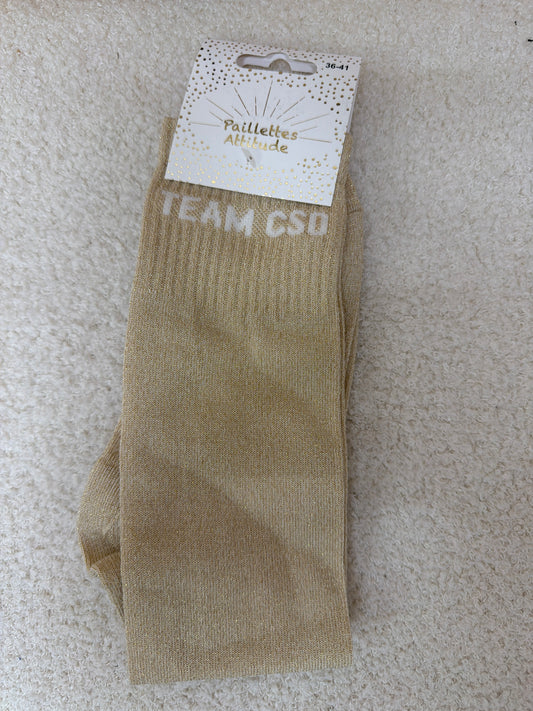 36-41
Paillettes
Attitude
TEAM CSD